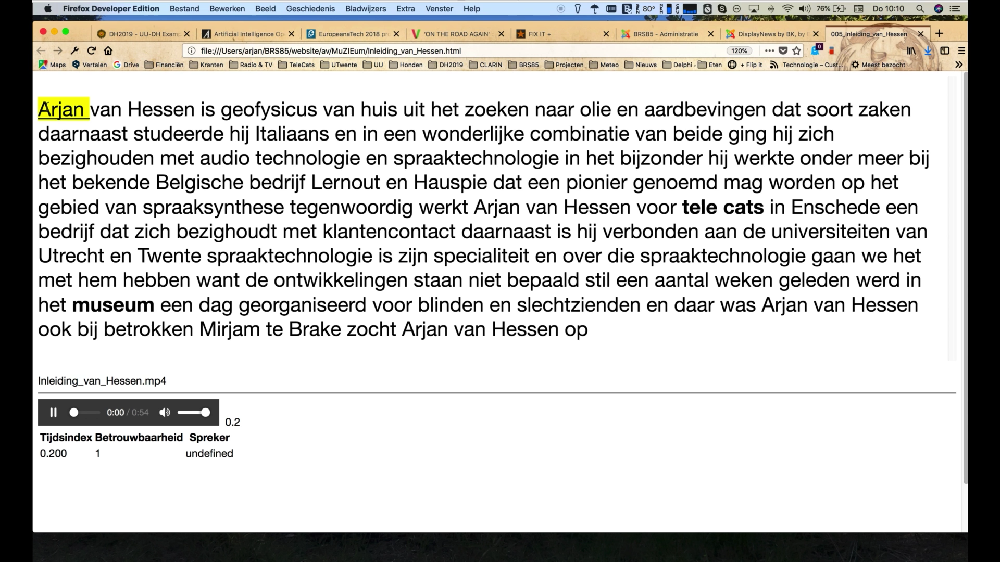 Firefox Developer Edition Bestand Bewerken Beeld Geschiedenis Bladwijzers Extra Venster Help 80° 76% Do 10:10
DH2019 - UU-DH Examp Artificial Intelligence Op EuropeanaTech 2018 pro 'ON THE ROAD AGAIN' : FIX IT + BRS85 - Administratie DisplayNews by BK, by 005_Inleiding_van_Hessen
file:///Users/arjan/BRS85/website/av/MuZIEum/Inleiding_van_Hessen.html 120% 0
Maps Vertalen Drive Financiën Kranten Radio & TV TeleCats UTwente UU Honden DH2019 CLARIN BRS85 Projecten Meteo Nieuws Delphi Eten + Flip it Technologie – Cust... Meest bezocht
Arjan van Hessen is geofysicus van huis uit het zoeken naar olie en aardbevingen dat soort zaken
daarnaast studeerde hij Italiaans en in een wonderlijke combinatie van beide ging hij zich
bezighouden met audio technologie en spraaktechnologie in het bijzonder hij werkte onder meer bij
het bekende Belgische bedrijf Lernout en Hauspie dat een pionier genoemd mag worden op het
gebied van spraaksynthese tegenwoordig werkt Arjan van Hessen voor tele cats in Enschede een
bedrijf dat zich bezighoudt met klantencontact daarnaast is hij verbonden aan de universiteiten van
Utrecht en Twente spraaktechnologie is zijn specialiteit en over die spraaktechnologie gaan we het
met hem hebben want de ontwikkelingen staan niet bepaald stil een aantal weken geleden werd in
het museum een dag georganiseerd voor blinden en slechtzienden en daar was Arjan van Hessen
ook bij betrokken Mirjam te Brake zocht Arjan van Hessen op
Inleiding_van_Hessen.mp4
0:00 / 0:54 0.2
Tijdsindex Betrouwbaarheid Spreker
0.200 1 undefined